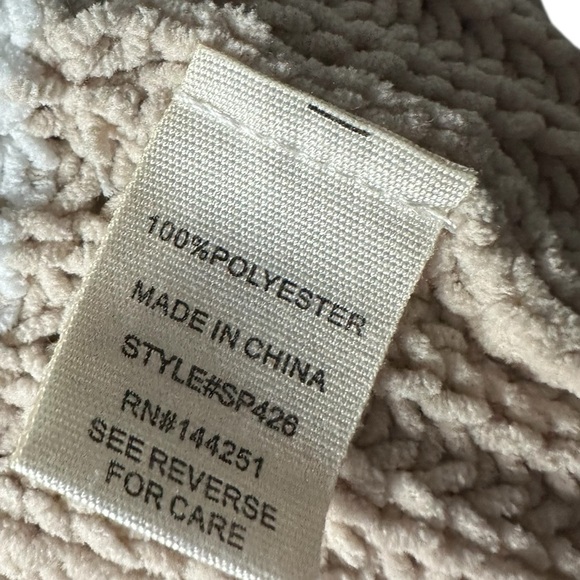 100%POLYESTER
MADE IN CHINA
STYLE#SP426
RN#144251
SEE REVERSE
FOR CARE